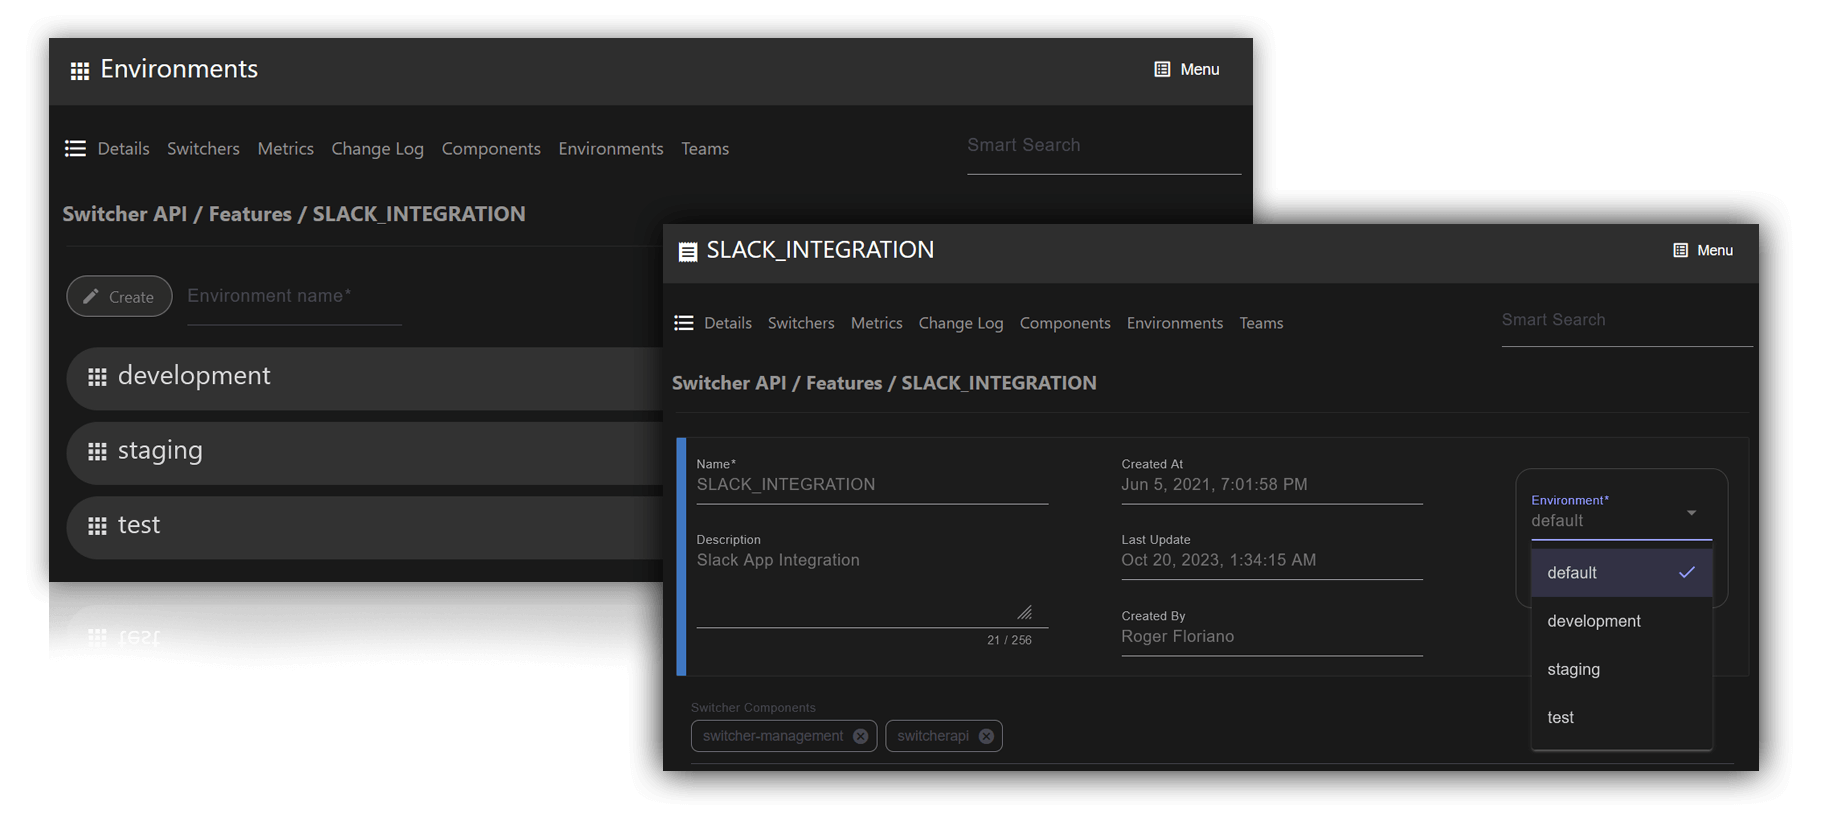 Environments
Menu
Details Switchers Metrics Change Log Components Environments Teams
Smart Search
Switcher API / Features / SLACK_INTEGRATION
Create
Environment name*
development
staging
test
test
SLACK_INTEGRATION
Menu
Details Switchers Metrics Change Log Components Environments Teams
Smart Search
Switcher API / Features / SLACK_INTEGRATION
Name*
SLACK_INTEGRATION
Description
Slack App Integration
21 / 256
Created At
Jun 5, 2021, 7:01:58 PM
Last Update
Oct 20, 2023, 1:34:15 AM
Created By
Roger Floriano
Environment*
default
default
development
staging
test
Switcher Components
switcher-management
switcherapi